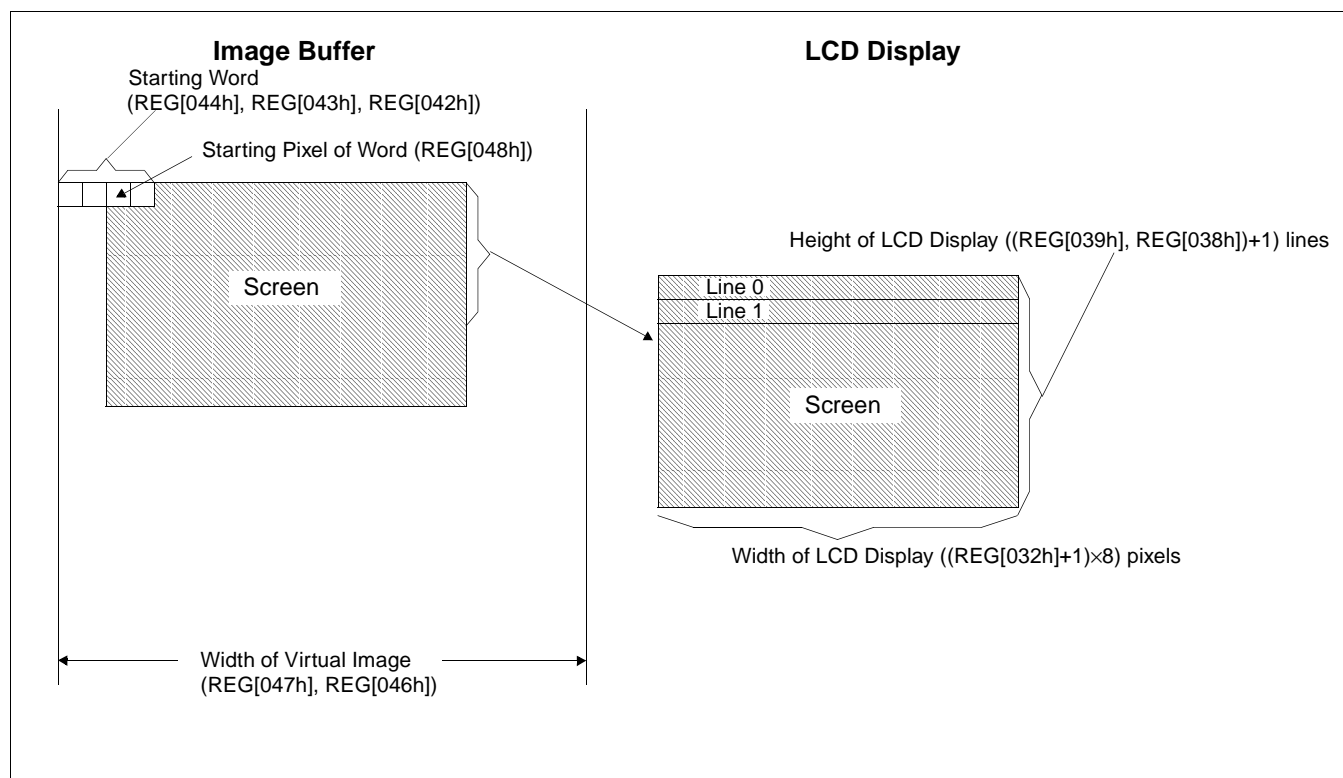 Image Buffer
Starting Word
(REG[044h], REG[043h], REG[042h])
Starting Pixel of Word (REG[048h])
Screen
Width of Virtual Image
(REG[047h], REG[046h])
LCD Display
Height of LCD Display ((REG[039h], REG[038h])+1) lines
Line 0
Line 1
Screen
Width of LCD Display ((REG[032h]+1)×8) pixels